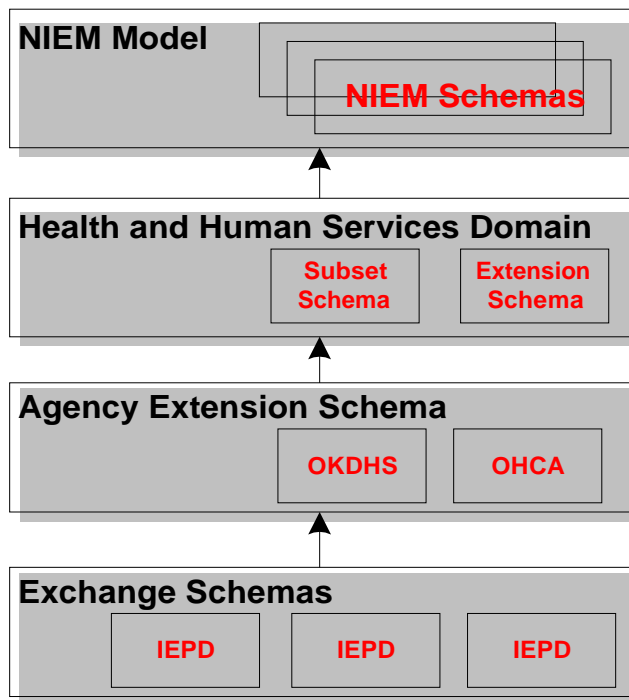 NIEM Model
NIEM Schemas
Health and Human Services Domain
Subset
Schema
Extension
Schema
Agency Extension Schema
OKDHS
OHCA
Exchange Schemas
IEPD
IEPD
IEPD